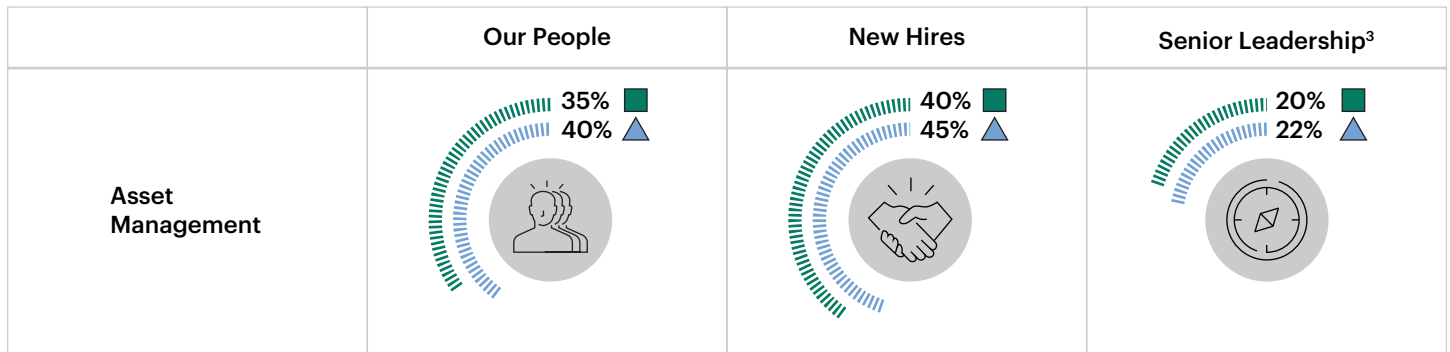 Our People
New Hires
Senior Leadership³
Asset
Management
35%
40%
40%
45%
20%
22%